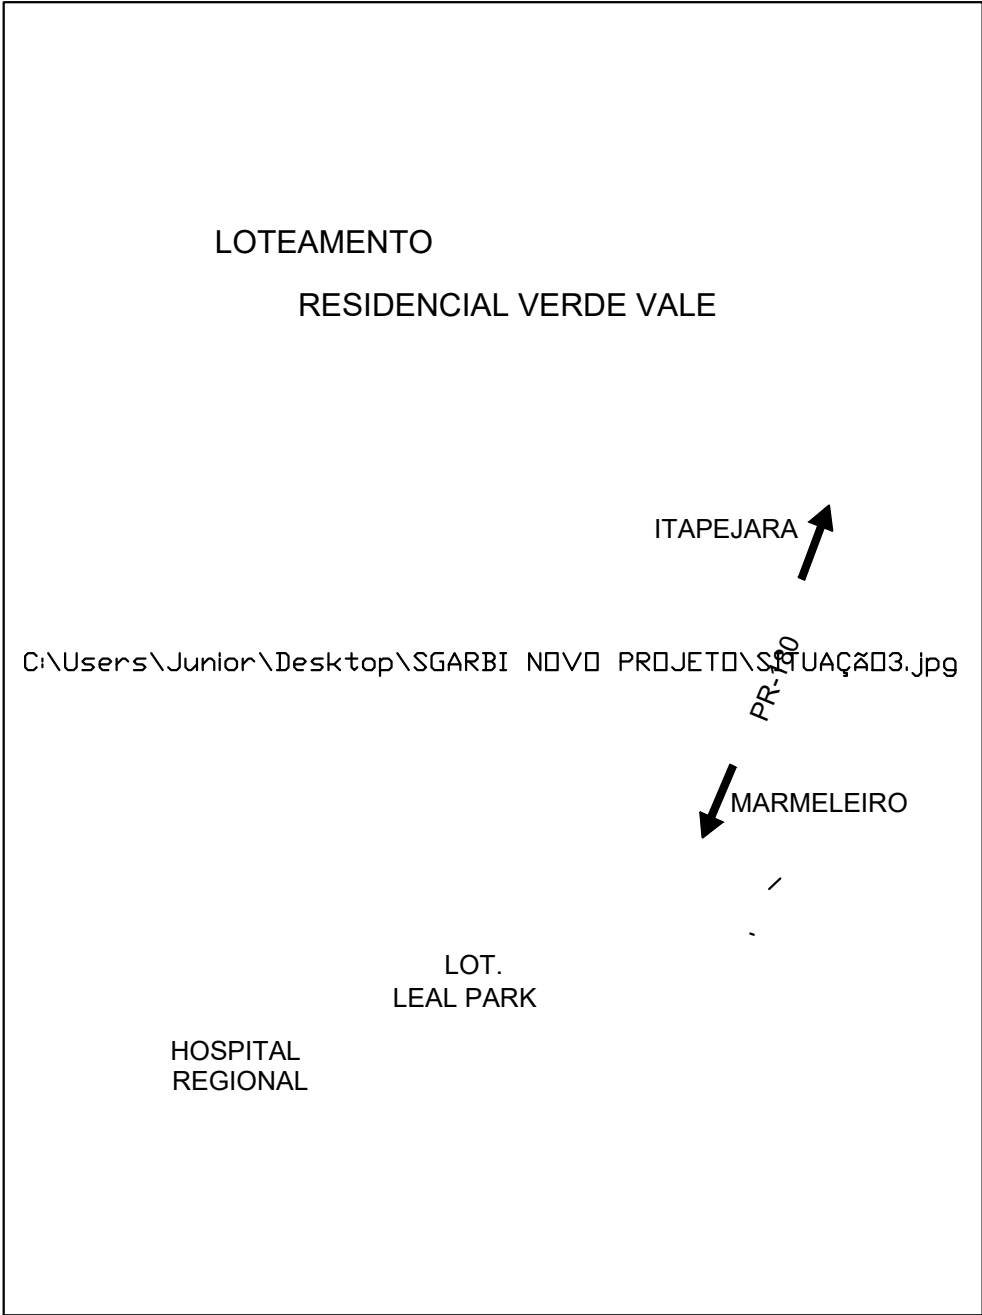 LOTEAMENTO
RESIDENCIAL VERDE VALE
ITAPEJARA
C:\Users\Junior\Desktop\SGARBI NOVO PROJETO\SITUAÇãO3.jpg
PR-180
MARMELEIRO
LOT.
LEAL PARK
HOSPITAL
REGIONAL